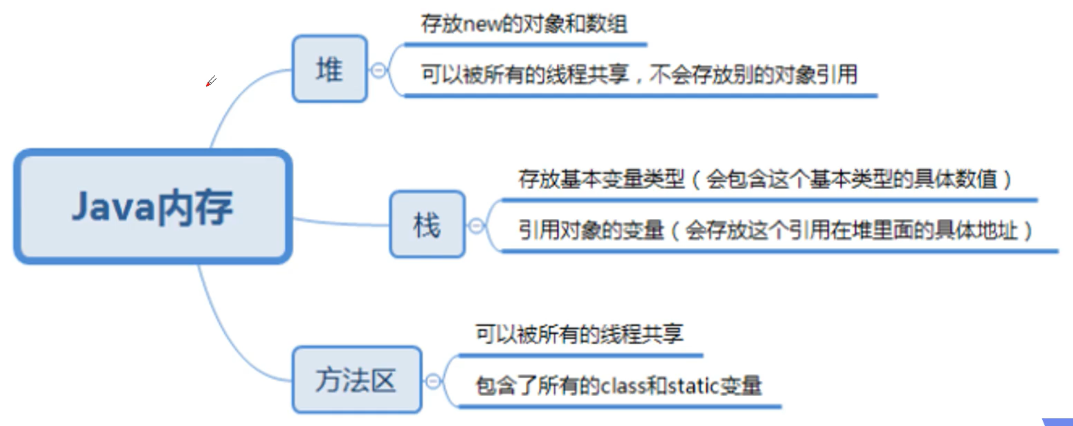 存放new的对象和数组
堆
可以被所有的线程共享，不会存放别的对象引用
存放基本变量类型（会包含这个基本类型的具体数值）
Java内存
栈
引用对象的变量（会存放这个引用在堆里面的具体地址）
可以被所有的线程共享
方法区
包含了所有的class和static变量